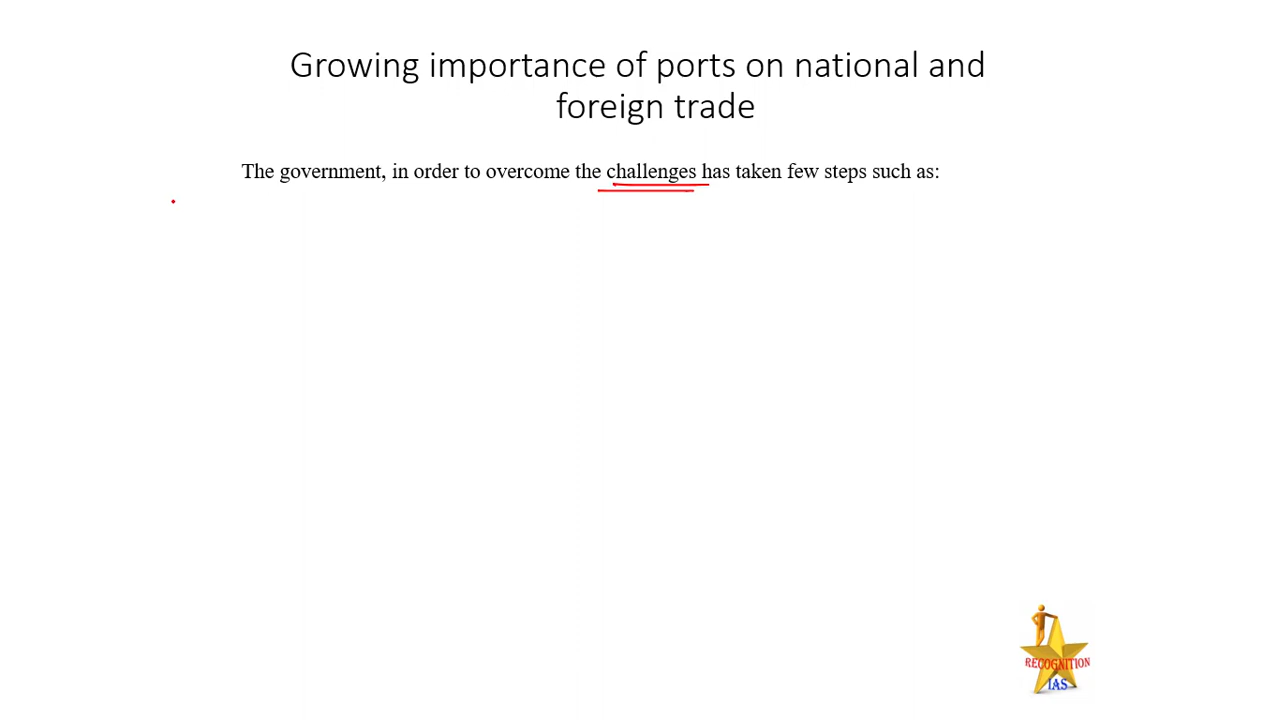 Growing importance of ports on national and
foreign trade
The government, in order to overcome the challenges has taken few steps such as:
RECOGNITION
IAS